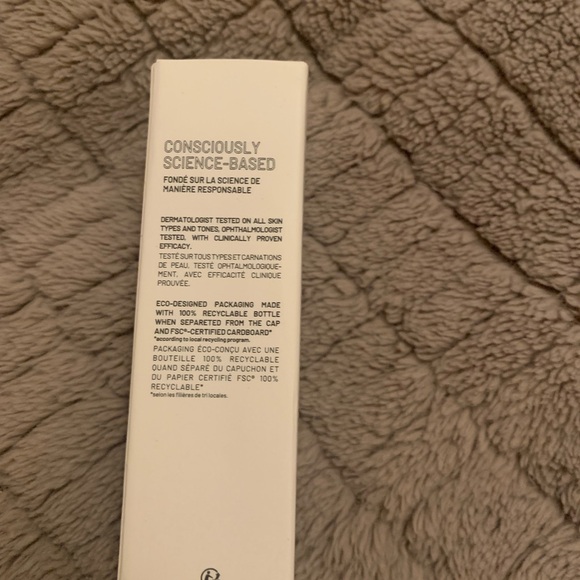 CONSCIOUSLY
SCIENCE-BASED
FONDÉ SUR LA SCIENCE DE
MANIÈRE RESPONSABLE
DERMATOLOGIST TESTED ON ALL SKIN
TYPES AND TONES, OPHTHALMOLOGIST
TESTED, WITH CLINICALLY PROVEN
EFFICACY.
TESTÉ SUR TOUS TYPES ET CARNATIONS
DE PEAU. TESTÉ OPHTALMOLOGIQUE-
MENT, AVEC EFFICACITÉ CLINIQUE
PROUVÉE.
ECO-DESIGNED PACKAGING MADE
WITH 100% RECYCLABLE BOTTLE
WHEN SEPARETED FROM THE CAP
AND FSC®-CERTIFIED CARDBOARD*
*according to local recycling program.
PACKAGING ÉCO-CONÇU AVEC UNE
BOUTEILLE 100% RECYCLABLE
QUAND SÉPARÉ DU CAPUCHON ET
DU PAPIER CERTIFIÉ FSC® 100%
RECYCLABLE*
*selon les filières de tri locales.